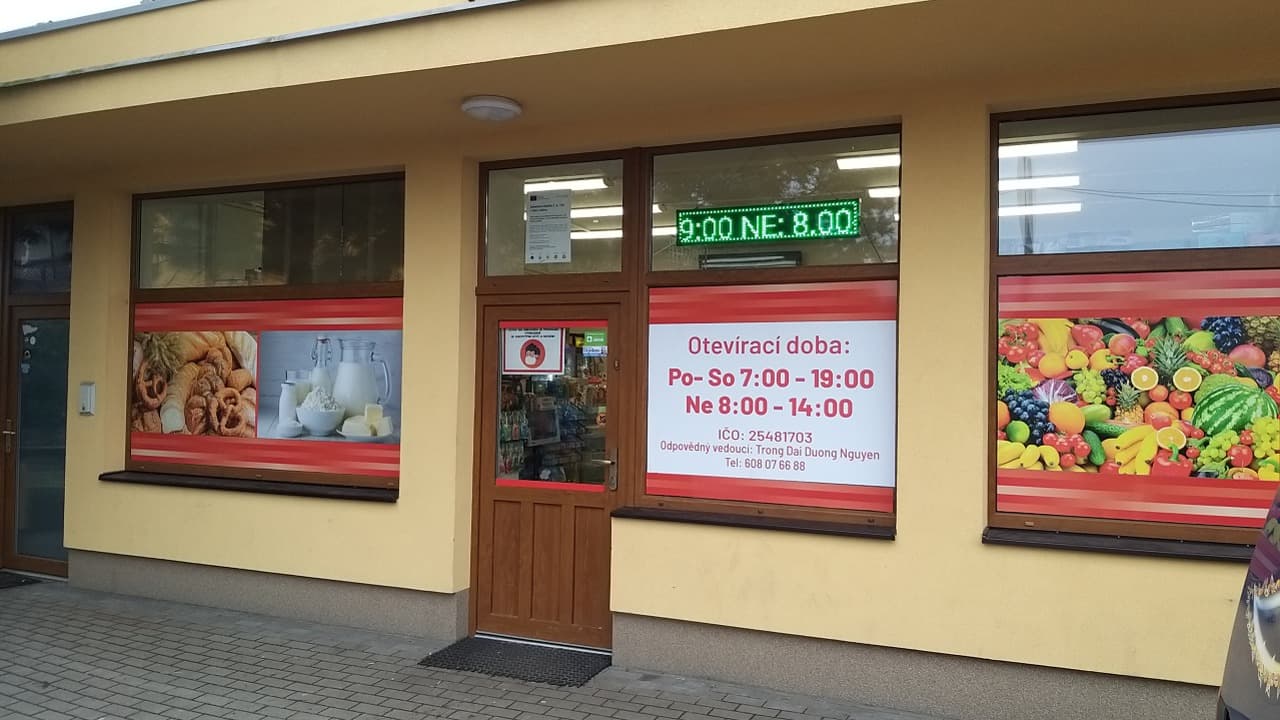 9:00 NE: 8.00
Otevírací doba:
Po- So 7:00 - 19:00
Ne 8:00 - 14:00
IČO: 25481703
Odpovědný vedoucí: Trong Dai Duong Nguyen
Tel: 608 07 66 88